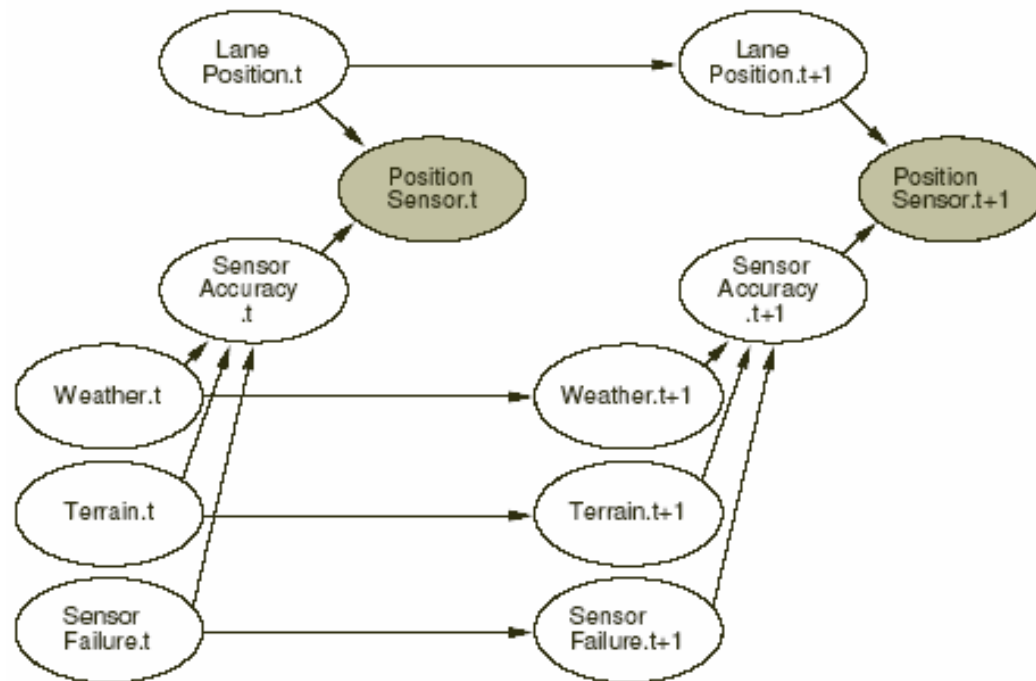 Lane
Position.t
Lane
Position.t+1
Position
Sensor.t
Position
Sensor.t+1
Sensor
Accuracy
.t
Sensor
Accuracy
.t+1
Weather.t
Weather.t+1
Terrain.t
Terrain.t+1
Sensor
Failure.t
Sensor
Failure.t+1